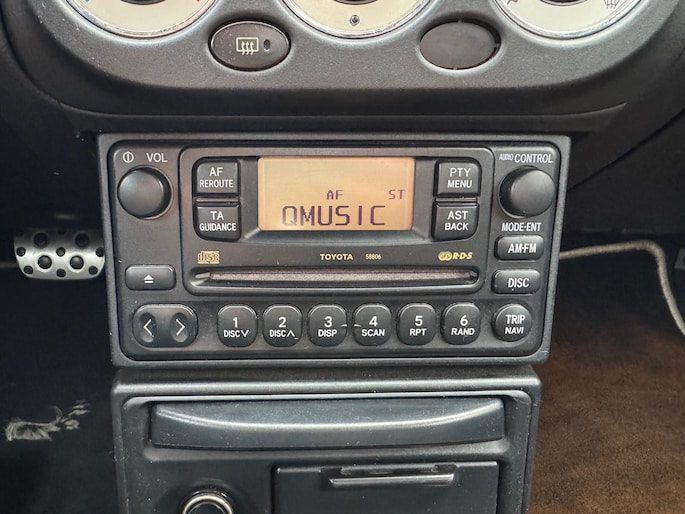 VOL
AF
REROUTE
TA
GUIDANCE
AF ST
QMUSIC
PTY
MENU
AST
BACK
AUDIO CONTROL
MODE·ENT
AM·FM
DISC
TOYOTA 58806
R·D·S
1
DISC
2
DISC
3
DISP
4
SCAN
5
RPT
6
RAND
TRIP
NAVI